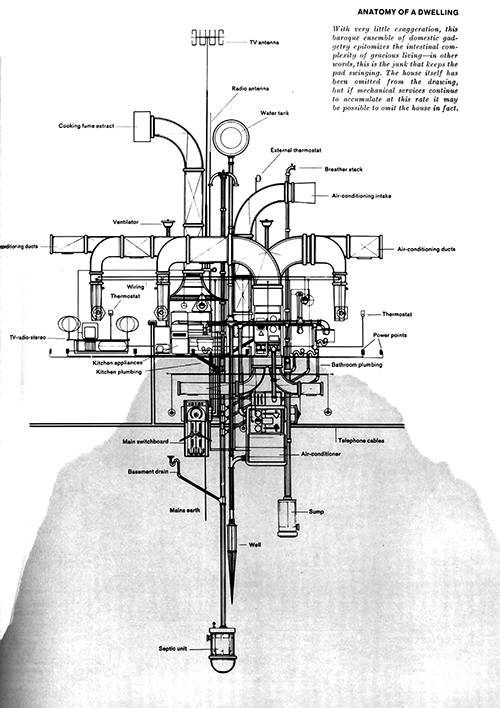 ANATOMY OF A DWELLING
With very little exaggeration, this
baroque ensemble of domestic gad-
getry epitomizes the intestinal com-
plexity of gracious living—in other
words, this is the junk that keeps the
pad swinging. The house itself has
been omitted from the drawing,
but if mechanical services continue
to accumulate at this rate it may
be possible to omit the house in fact.
TV antenna
Radio antenna
Water tank
Cooking fume extract
External thermostat
Breather stack
Air-conditioning intake
Ventilator
ditioning ducts
Air-conditioning ducts
Wiring
Thermostat
Thermostat
TV-radio-stereo
Power points
Kitchen appliances
Kitchen plumbing
Bathroom plumbing
Main switchboard
Telephone cables
Air-conditioner
Basement drain
Mains earth
Sump
Well
Septic unit